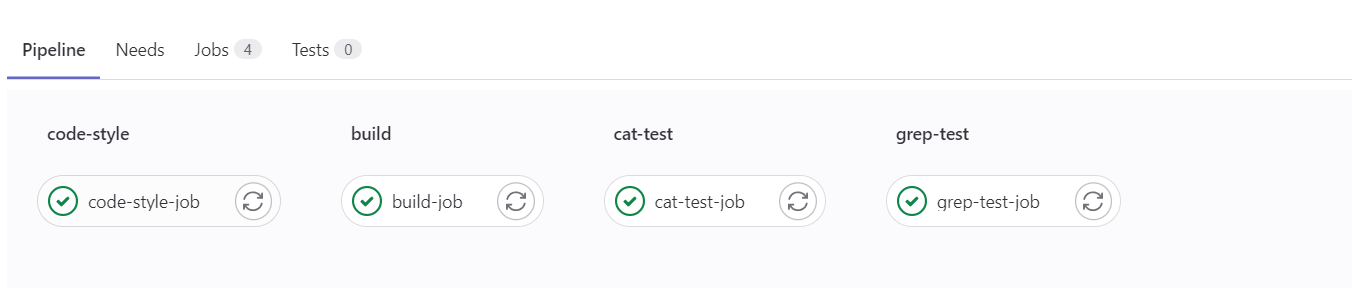 Pipeline Needs Jobs 4 Tests 0
code-style build cat-test grep-test
code-style-job build-job cat-test-job grep-test-job